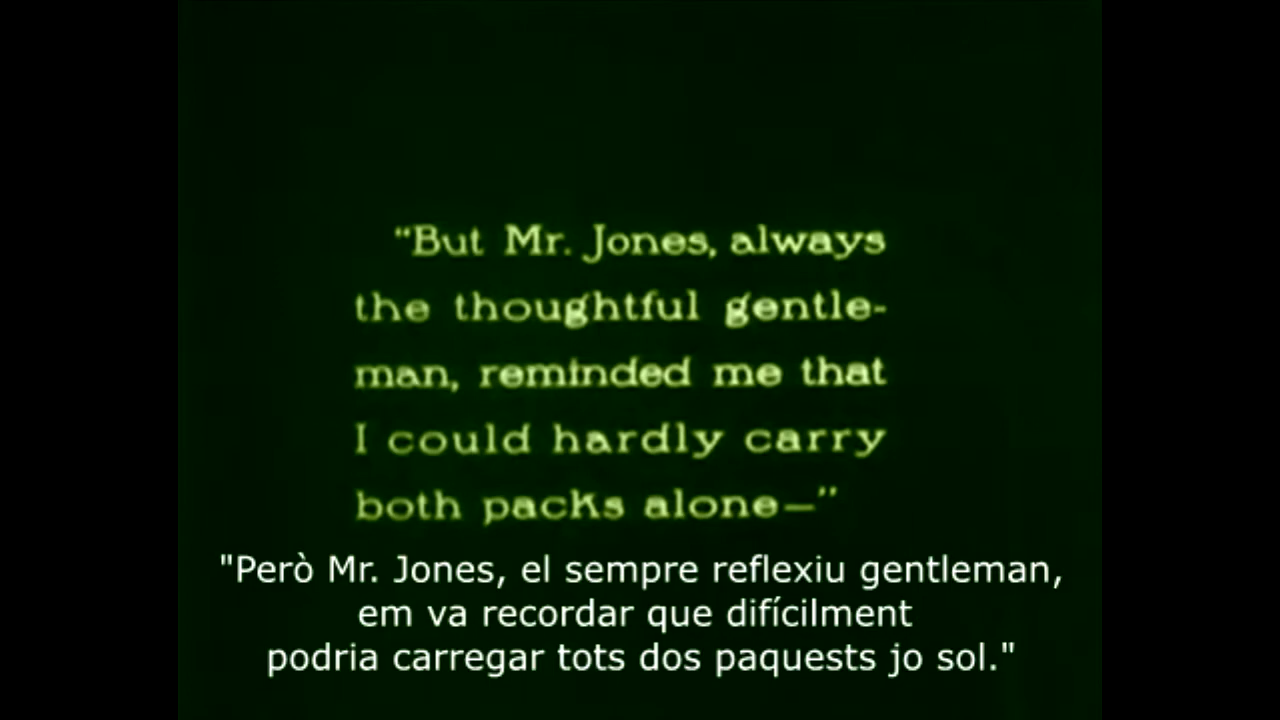 “But Mr. Jones, always
the thoughtful gentle-
man, reminded me that
I could hardly carry
both packs alone—”
"Però Mr. Jones, el sempre reflexiu gentleman,
em va recordar que difícilment
podria carregar tots dos paquests jo sol."